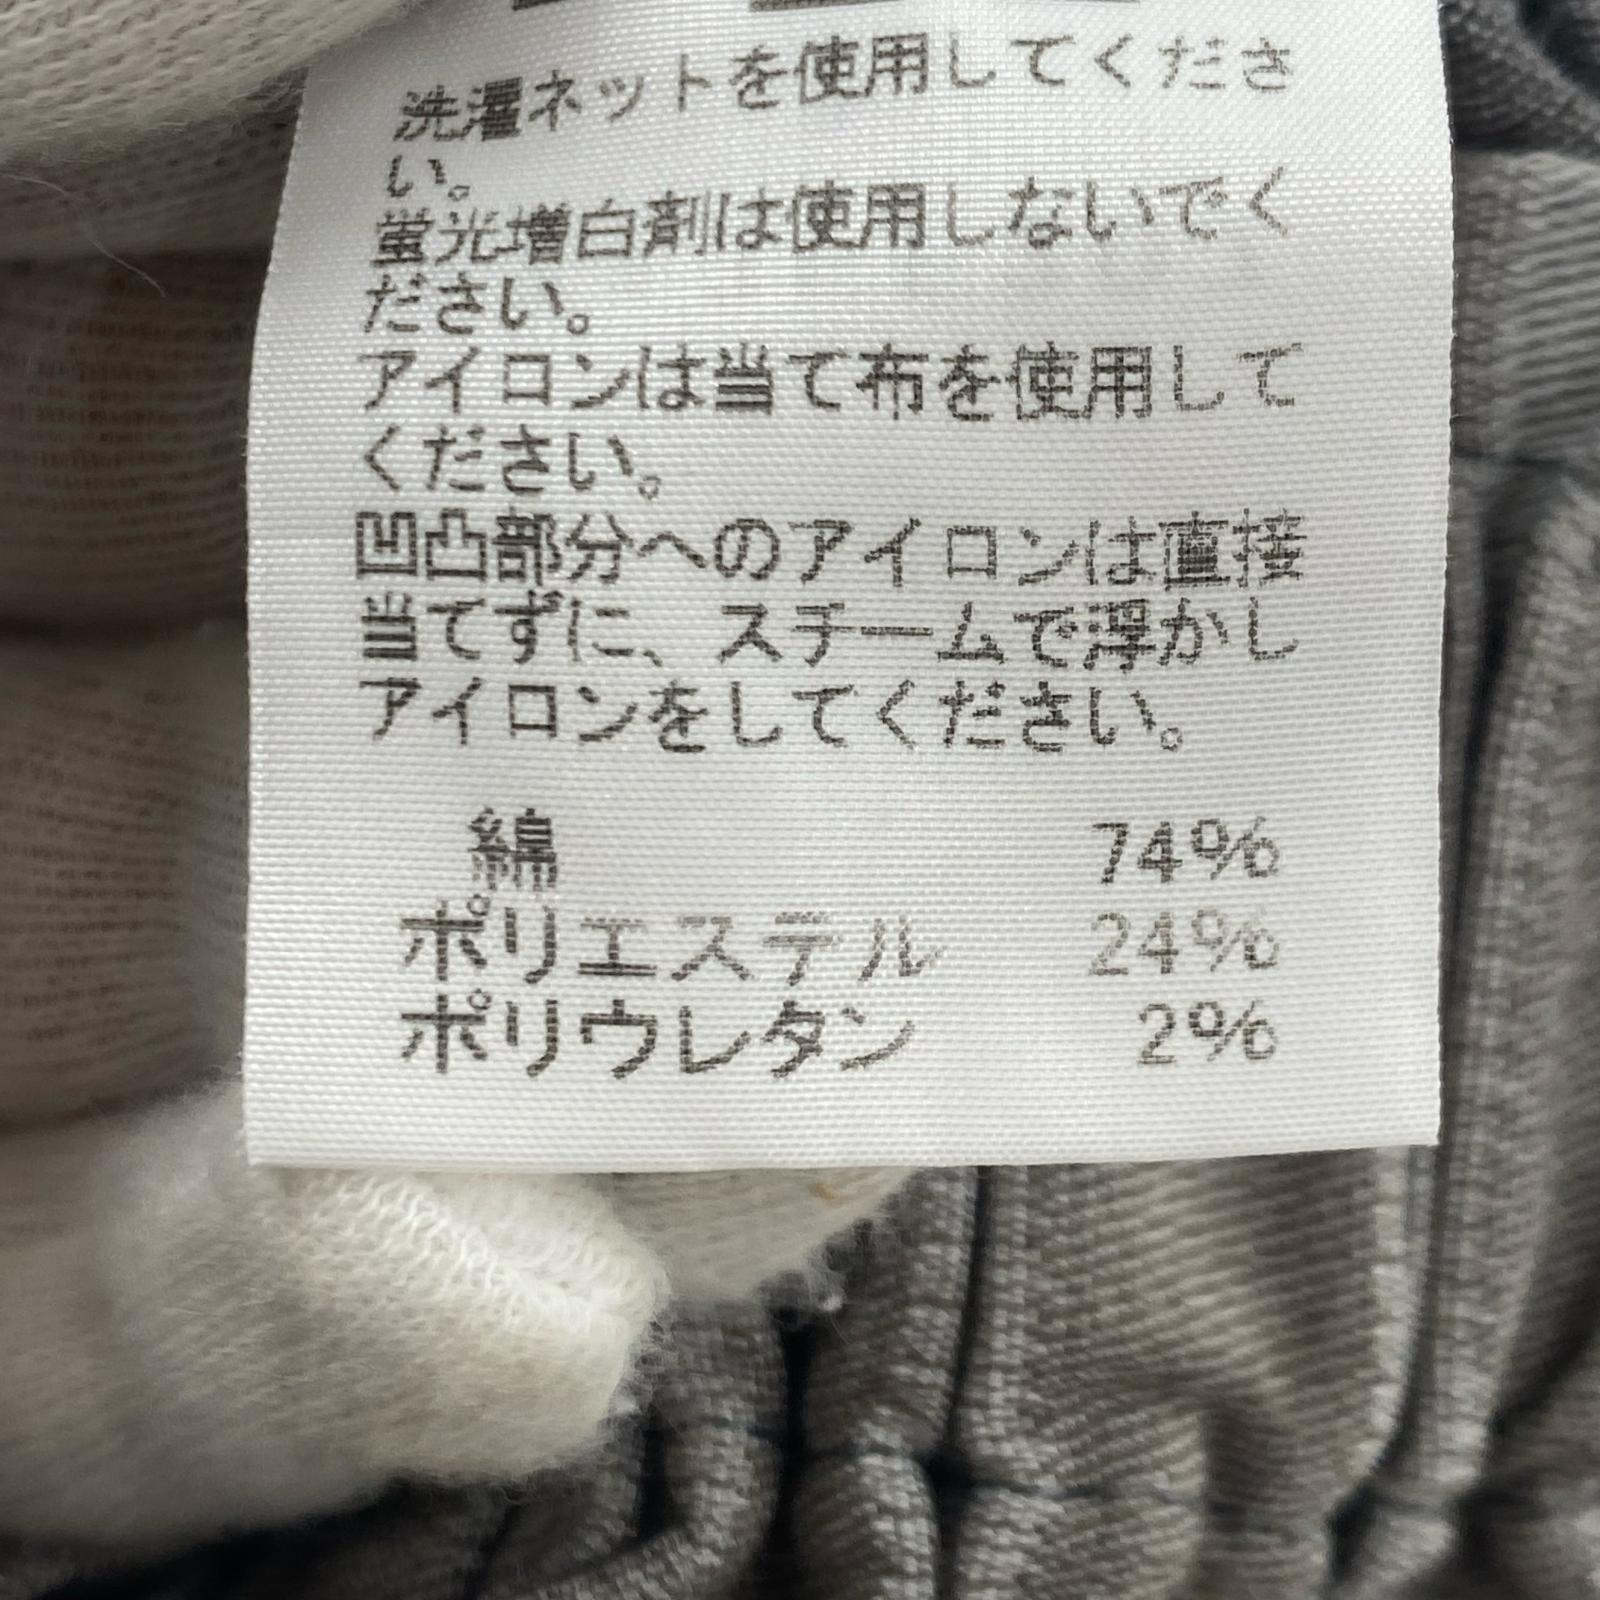 洗濯ネットを使用してくださ
い。
蛍光増白剤は使用しないでく
ださい。
アイロンは当て布を使用して
ください。
凹凸部分へのアイロンは直接
当てずに、スチームで浮かし
アイロンをしてください。
綿 74%
ポリエステル 24%
ポリウレタン 2%